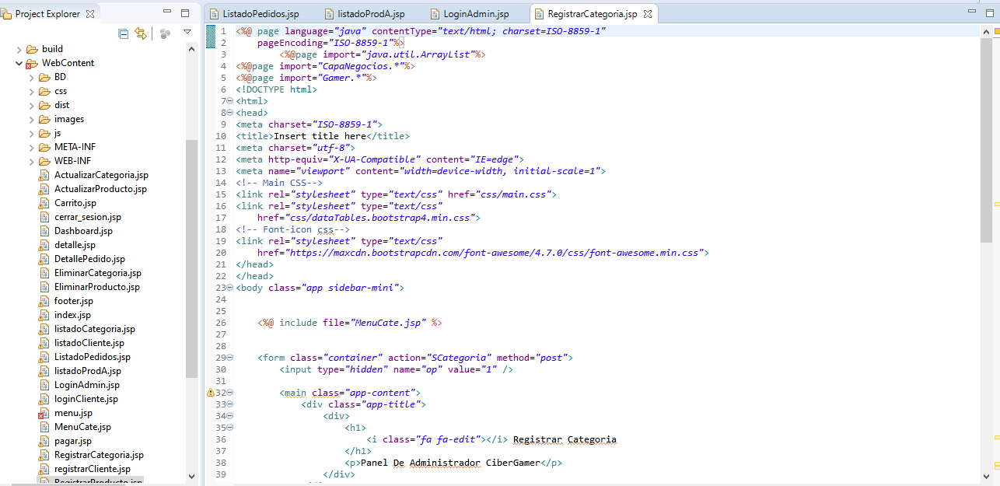 Project Explorer
build
WebContent
BD
css
dist
images
js
META-INF
WEB-INF
ActualizarCategoria.jsp
ActualizarProducto.jsp
Carrito.jsp
cerrar_sesion.jsp
Dashboard.jsp
detalle.jsp
DetallePedido.jsp
EliminarCategoria.jsp
EliminarProducto.jsp
footer.jsp
index.jsp
listadoCategoria.jsp
listadoCliente.jsp
ListadoPedidos.jsp
listadoProdA.jsp
LoginAdmin.jsp
loginCliente.jsp
menu.jsp
MenuCate.jsp
pagar.jsp
RegistrarCategoria.jsp
registrarCliente.jsp
RegistrarProducto.jsp
ListadoPedidos.jsp listadoProdA.jsp LoginAdmin.jsp RegistrarCategoria.jsp
1 <%@ page language="java" contentType="text/html; charset=ISO-8859-1"
2 pageEncoding="ISO-8859-1"%>
3 <%@page import="java.util.ArrayList"%>
4 <%@page import="CapaNegocios.*"%>
5 <%@page import="Gamer.*"%>
6 <!DOCTYPE html>
7 <html>
8 <head>
9 <meta charset="ISO-8859-1">
10 <title>Insert title here</title>
11 <meta charset="utf-8">
12 <meta http-equiv="X-UA-Compatible" content="IE=edge">
13 <meta name="viewport" content="width=device-width, initial-scale=1">
14 <!-- Main CSS-->
15 <link rel="stylesheet" type="text/css" href="css/main.css">
16 <link rel="stylesheet" type="text/css"
17 href="css/dataTables.bootstrap4.min.css">
18 <!-- Font-icon css-->
19 <link rel="stylesheet" type="text/css"
20 href="https://maxcdn.bootstrapcdn.com/font-awesome/4.7.0/css/font-awesome.min.css">
21 </head>
22 </head>
23 <body class="app sidebar-mini">
24
25
26 <%@ include file="MenuCate.jsp" %>
27
28
29 <form class="container" action="SCategoria" method="post">
30 <input type="hidden" name="op" value="1" />
31
32 <main class="app-content">
33 <div class="app-title">
34 <div>
35 <h1>
36 <i class="fa fa-edit"></i> Registrar Categoria
37 </h1>
38 <p>Panel De Administrador CiberGamer</p>
39 </div>